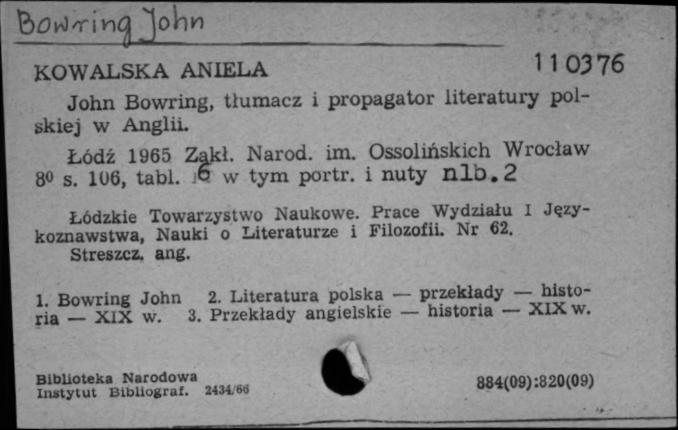 Bowring John
KOWALSKA ANIELA 110376
John Bowring, tłumacz i propagator literatury pol-
skiej w Anglii.
Łódź 1965 Zakł. Narod. im. Ossolińskich Wrocław
8⁰ s. 106, tabl. 6 w tym portr. i nuty nlb. 2
Łódzkie Towarzystwo Naukowe. Prace Wydziału I Języ-
koznawstwa, Nauki o Literaturze i Filozofii. Nr 62.
Streszcz. ang.
1. Bowring John 2. Literatura polska — przekłady — histo-
ria — XIX w. 3. Przekłady angielskie — historia — XIX w.
Biblioteka Narodowa
Instytut Bibliograf. 2434/66 884(09):820(09)